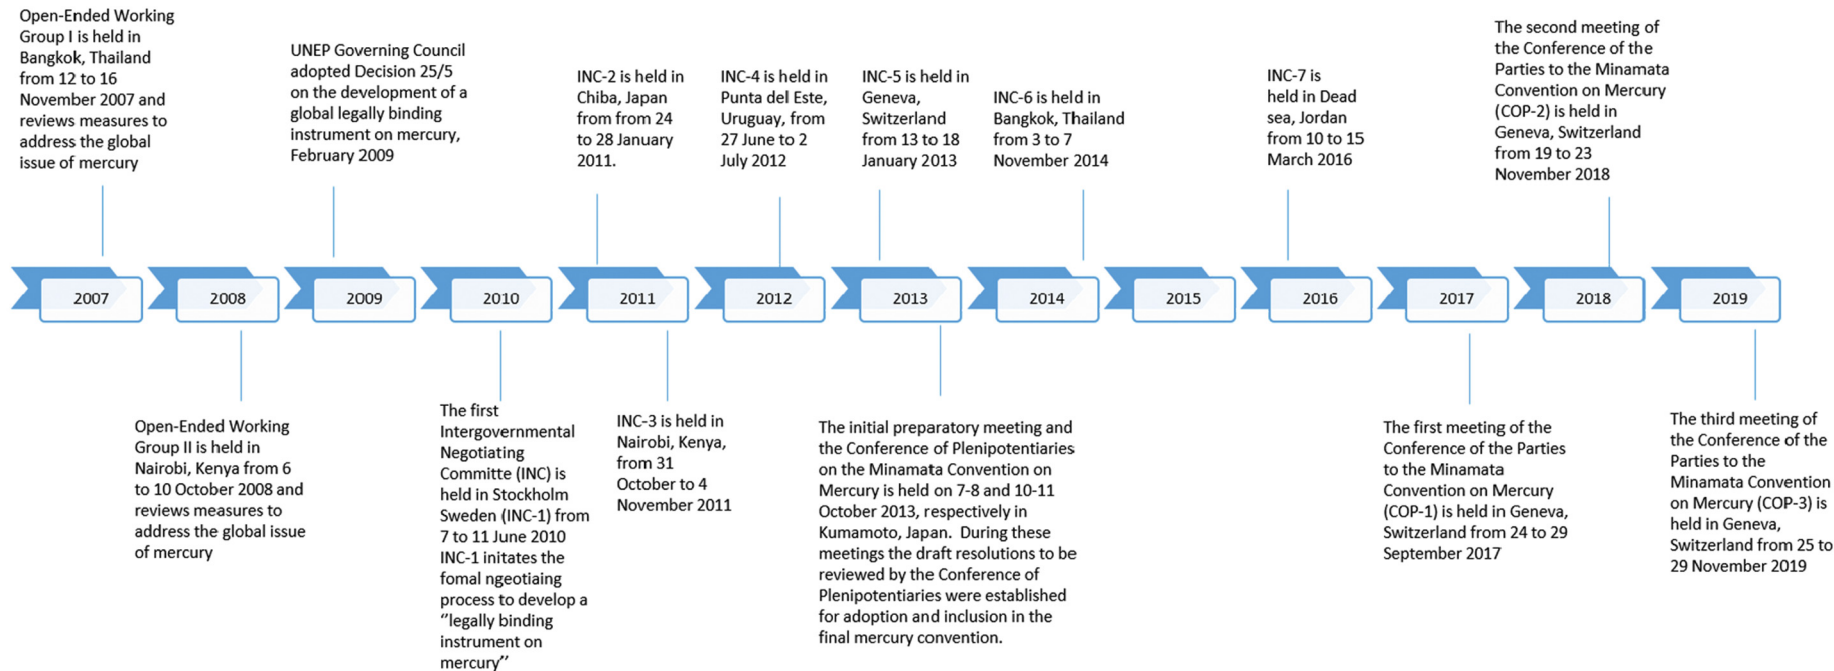 Open-Ended Working
Group I is held in
Bangkok, Thailand
from 12 to 16
November 2007 and
reviews measures to
address the global
issue of mercury
UNEP Governing Council
adopted Decision 25/5
on the development of a
global legally binding
instrument on mercury,
February 2009
INC-2 is held in
Chiba, Japan
from from 24
to 28 January
2011.
INC-4 is held in
Punta del Este,
Uruguay, from
27 June to 2
July 2012
INC-5 is held in
Geneva,
Switzerland
from 13 to 18
January 2013
INC-6 is held in
Bangkok, Thailand
from 3 to 7
November 2014
INC-7 is
held in Dead
sea, Jordan
from 10 to 15
March 2016
The second meeting of
the Conference of the
Parties to the Minamata
Convention on Mercury
(COP-2) is held in
Geneva, Switzerland
from 19 to 23
November 2018
2007
2008
2009
2010
2011
2012
2013
2014
2015
2016
2017
2018
2019
Open-Ended Working
Group II is held in
Nairobi, Kenya from 6
to 10 October 2008 and
reviews measures to
address the global issue
of mercury
The first
Intergovernmental
Negotiating
Committe (INC) is
held in Stockholm
Sweden (INC-1) from
7 to 11 June 2010
INC-1 initates the
fomal ngeotiaing
process to develop a
‘’legally binding
instrument on
mercury’’
INC-3 is held in
Nairobi, Kenya,
from 31
October to 4
November 2011
The initial preparatory meeting and
the Conference of Plenipotentiaries
on the Minamata Convention on
Mercury is held on 7-8 and 10-11
October 2013, respectively in
Kumamoto, Japan.  During these
meetings the draft resolutions to be
reviewed by the Conference of
Plenipotentiaries were established
for adoption and inclusion in the
final mercury convention.
The first meeting of the
Conference of the Parties
to the Minamata
Convention on Mercury
(COP-1) is held in Geneva,
Switzerland from 24 to 29
September 2017
The third meeting of
the Conference of the
Parties to the
Minamata Convention
on Mercury (COP-3) is
held in Geneva,
Switzerland from 25 to
29 November 2019